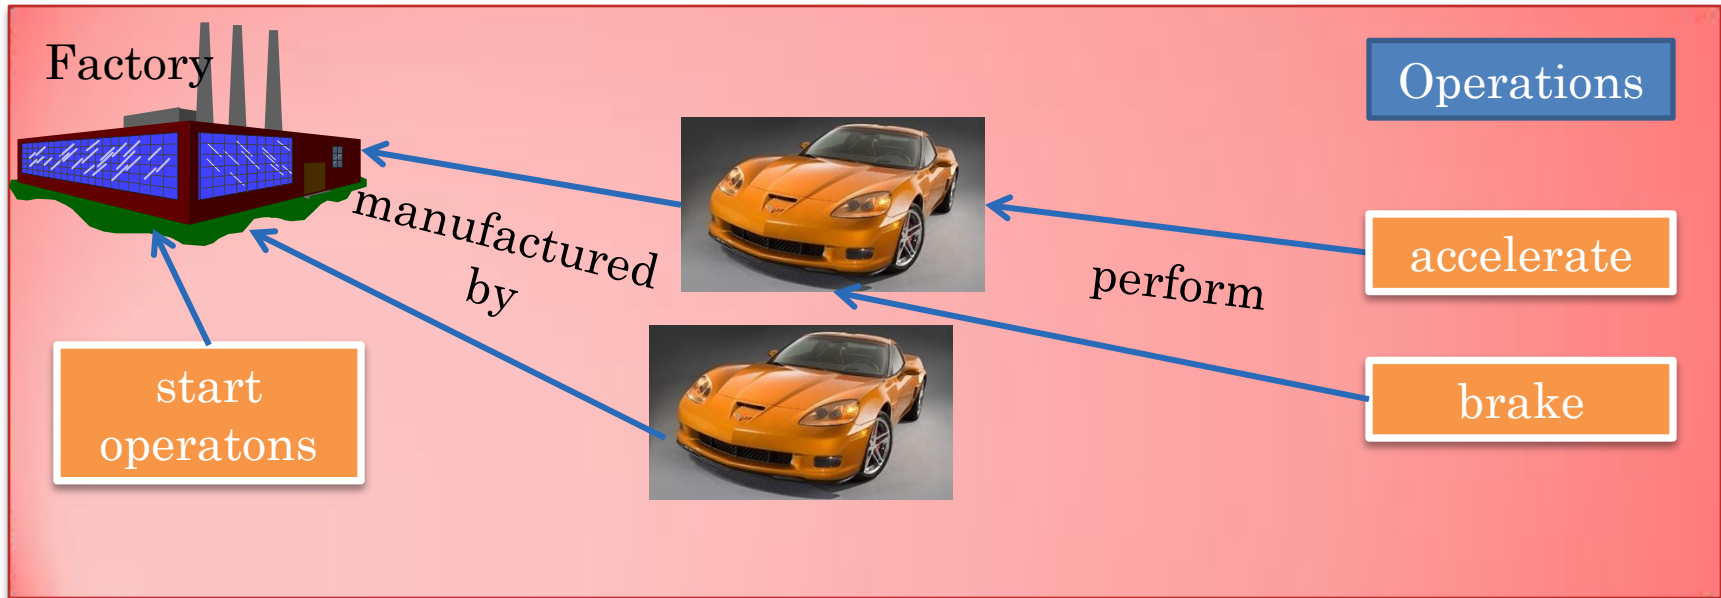 Factory
Operations
manufactured
by
perform
accelerate
brake
start
operatons